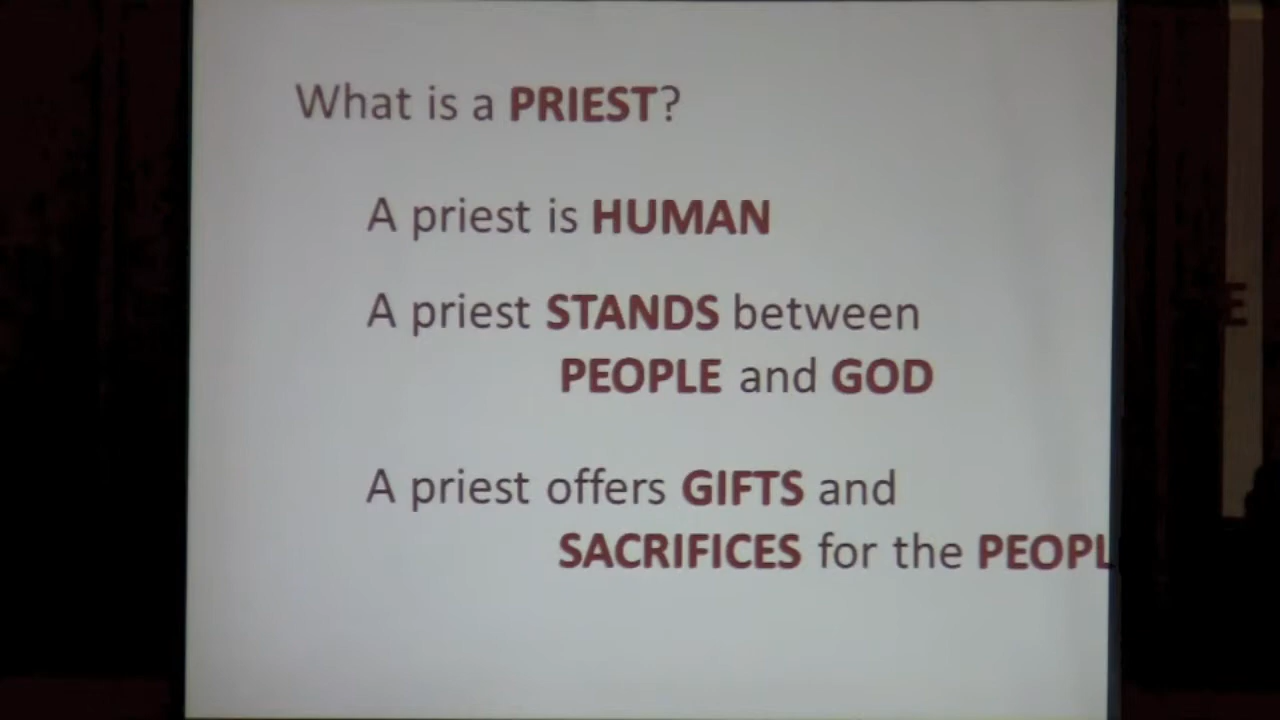 What is a PRIEST?
A priest is HUMAN
A priest STANDS between
PEOPLE and GOD
A priest offers GIFTS and
SACRIFICES for the PEOPL
E